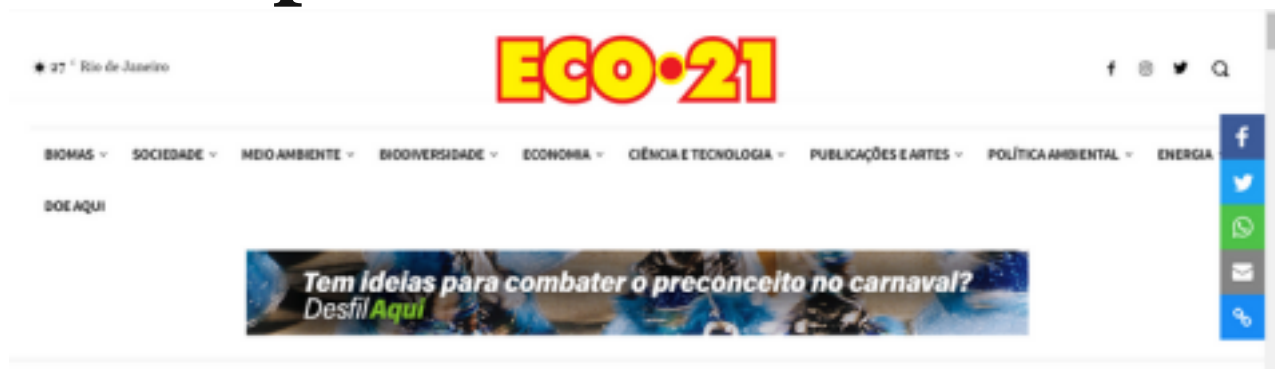 27 ° Rio de Janeiro
ECO•21
BIOMAS SOCIEDADE MEIO AMBIENTE BIODIVERSIDADE ECONOMIA CIÊNCIA E TECNOLOGIA PUBLICAÇÕES E ARTES POLÍTICA AMBIENTAL ENERGIA
DOE AQUI
Tem ideias para combater o preconceito no carnaval?
DesfilAqui